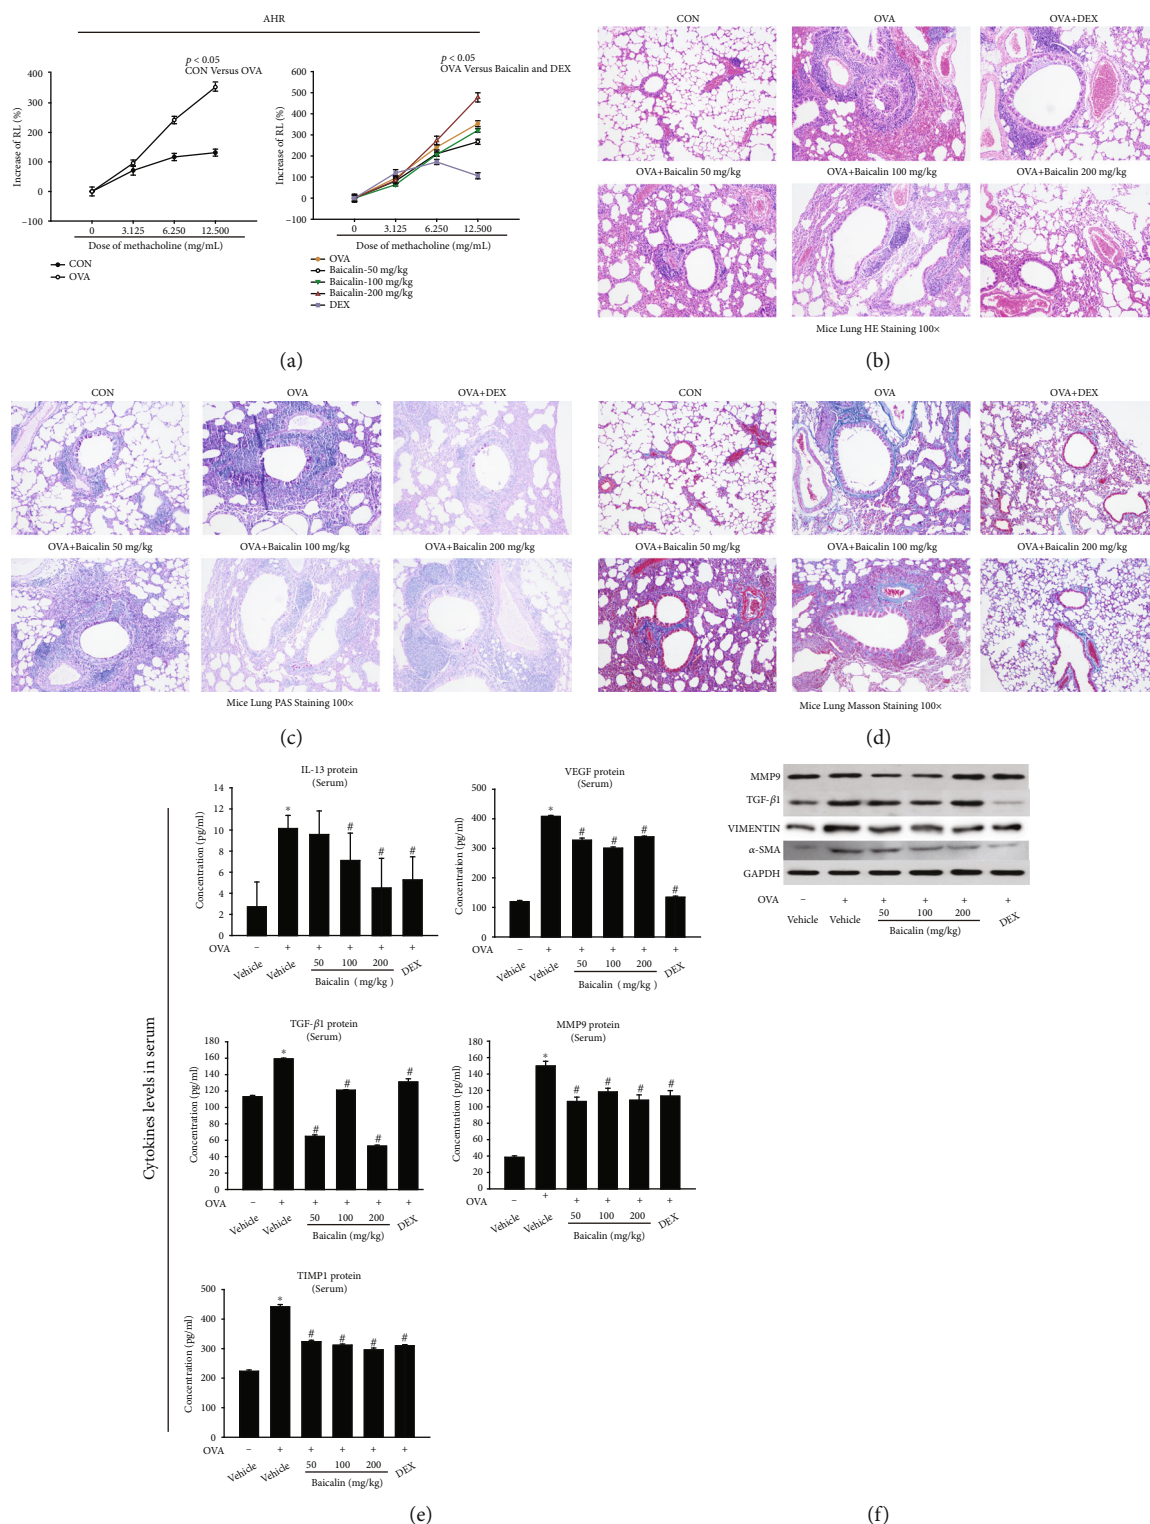 AHR
p < 0.05
CON Versus OVA
400
300
200
100
0
−100
Increase of RL (%)
0 3.125 6.250 12.500
Dose of methacholine (mg/mL)
CON
OVA
p < 0.05
OVA Versus Baicalin and DEX
600
500
400
300
200
100
0
−100
Increase of RL (%)
0 3.125 6.250 12.500
Dose of methacholine (mg/mL)
OVA
Baicalin-50 mg/kg
Baicalin-100 mg/kg
Baicalin-200 mg/kg
DEX
(a)
CON OVA OVA+DEX
OVA+Baicalin 50 mg/kg OVA+Baicalin 100 mg/kg OVA+Baicalin 200 mg/kg
Mice Lung HE Staining 100×
(b)
CON OVA OVA+DEX
OVA+Baicalin 50 mg/kg OVA+Baicalin 100 mg/kg OVA+Baicalin 200 mg/kg
Mice Lung PAS Staining 100×
(c)
CON OVA OVA+DEX
OVA+Baicalin 50 mg/kg OVA+Baicalin 100 mg/kg OVA+Baicalin 200 mg/kg
Mice Lung Masson Staining 100×
(d)
Cytokines levels in serum
IL-13 protein
(Serum)
14
12
10
8
6
4
2
0
Concentration (pg/ml)
* # # #
OVA − + + + + +
Vehicle Vehicle 50 100 200 DEX
Baicalin ( mg/kg )
VEGF protein
(Serum)
500
400
300
200
100
0
Concentration (pg/ml)
* # # # #
OVA − + + + + +
Vehicle Vehicle 50 100 200 DEX
Baicalin ( mg/kg )
TGF-β1 protein
(Serum)
180
160
140
120
100
80
60
40
20
0
Concentration (pg/ml)
* # # # #
OVA − + + + + +
Vehicle Vehicle 50 100 200 DEX
Baicalin (mg/kg)
MMP9 protein
(Serum)
180
160
140
120
100
80
60
40
20
0
Concentration (pg/ml)
* # # # #
OVA − + + + + +
Vehicle Vehicle 50 100 200 DEX
Baicalin (mg/kg)
TIMP1 protein
(Serum)
500
400
300
200
100
0
Concentration (pg/ml)
* # # # #
OVA − + + + + +
Vehicle Vehicle 50 100 200 DEX
Baicalin (mg/kg)
(e)
MMP9
TGF-β1
VIMENTIN
α-SMA
GAPDH
OVA − + + + + +
Vehicle Vehicle 50 100 200 DEX
Baicalin (mg/kg)
(f)